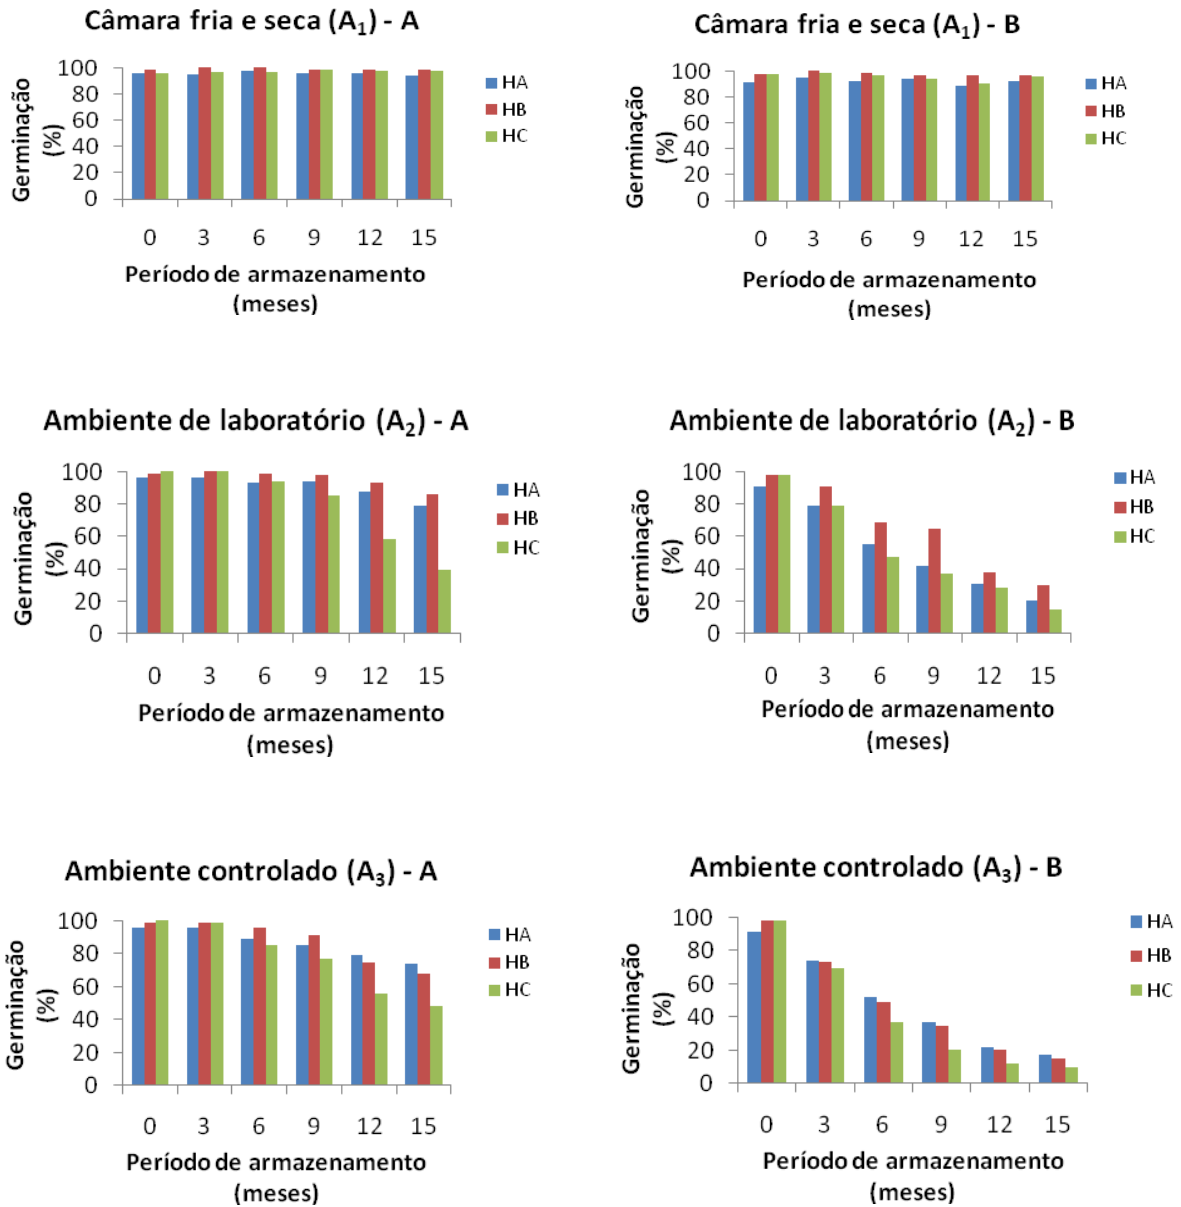 Câmara fria e seca (A₁) - A
Germinação
(%)
100
80
60
40
20
0
0 3 6 9 12 15
Período de armazenamento
(meses)
HA
HB
HC
Câmara fria e seca (A₁) - B
Germinação
(%)
100
80
60
40
20
0
0 3 6 9 12 15
Período de armazenamento
(meses)
HA
HB
HC
Ambiente de laboratório (A₂) - A
Germinação
(%)
100
80
60
40
20
0
0 3 6 9 12 15
Período de armazenamento
(meses)
HA
HB
HC
Ambiente de laboratório (A₂) - B
Germinação
(%)
100
80
60
40
20
0
0 3 6 9 12 15
Período de armazenamento
(meses)
HA
HB
HC
Ambiente controlado (A₃) - A
Germinação
(%)
100
80
60
40
20
0
0 3 6 9 12 15
Período de armazenamento
(meses)
HA
HB
HC
Ambiente controlado (A₃) - B
Germinação
(%)
100
80
60
40
20
0
0 3 6 9 12 15
Período de armazenamento
(meses)
HA
HB
HC